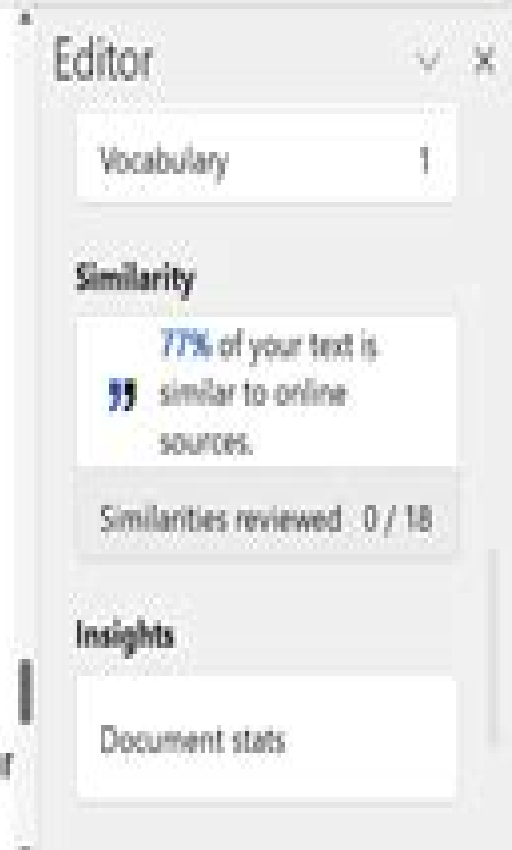 Editor
Vocabulary 1
Similarity
77% of your text is
similar to online
sources.
Similarities reviewed 0 / 18
Insights
Document stats